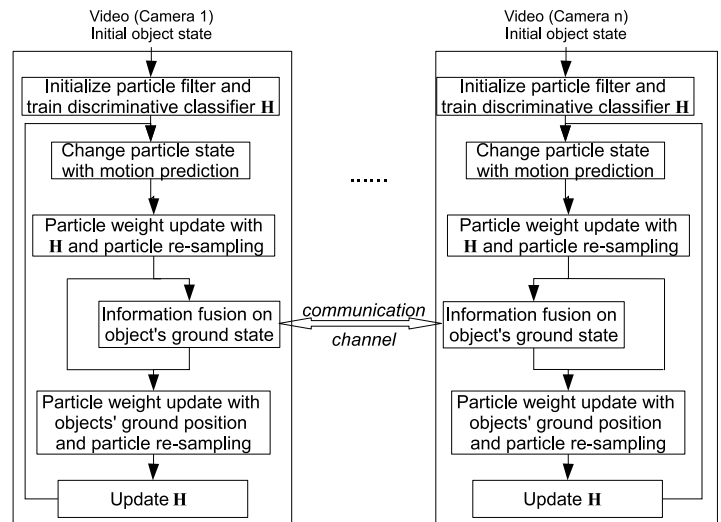 Video (Camera 1)
Initial object state
Initialize particle filter and
train discriminative classifier H
Change particle state
with motion prediction
Particle weight update with
H and particle re-sampling
Information fusion on
object's ground state
Particle weight update with
objects' ground position
and particle re-sampling
Update H
......
communication
channel
Video (Camera n)
Initial object state
Initialize particle filter and
train discriminative classifier H
Change particle state
with motion prediction
Particle weight update with
H and particle re-sampling
Information fusion on
object's ground state
Particle weight update with
objects' ground position
and particle re-sampling
Update H